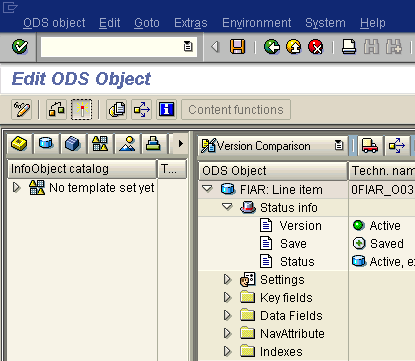 ODS object Edit Goto Extras Environment System Help
Edit ODS Object
Content functions
Version Comparison
InfoObject catalog T...
ODS Object Techn. nam
No template set yet
FIAR: Line item 0FIAR_O03
Status info
Version Active
Save Saved
Status Active, ex
Settings
Key fields
Data Fields
NavAttribute
Indexes